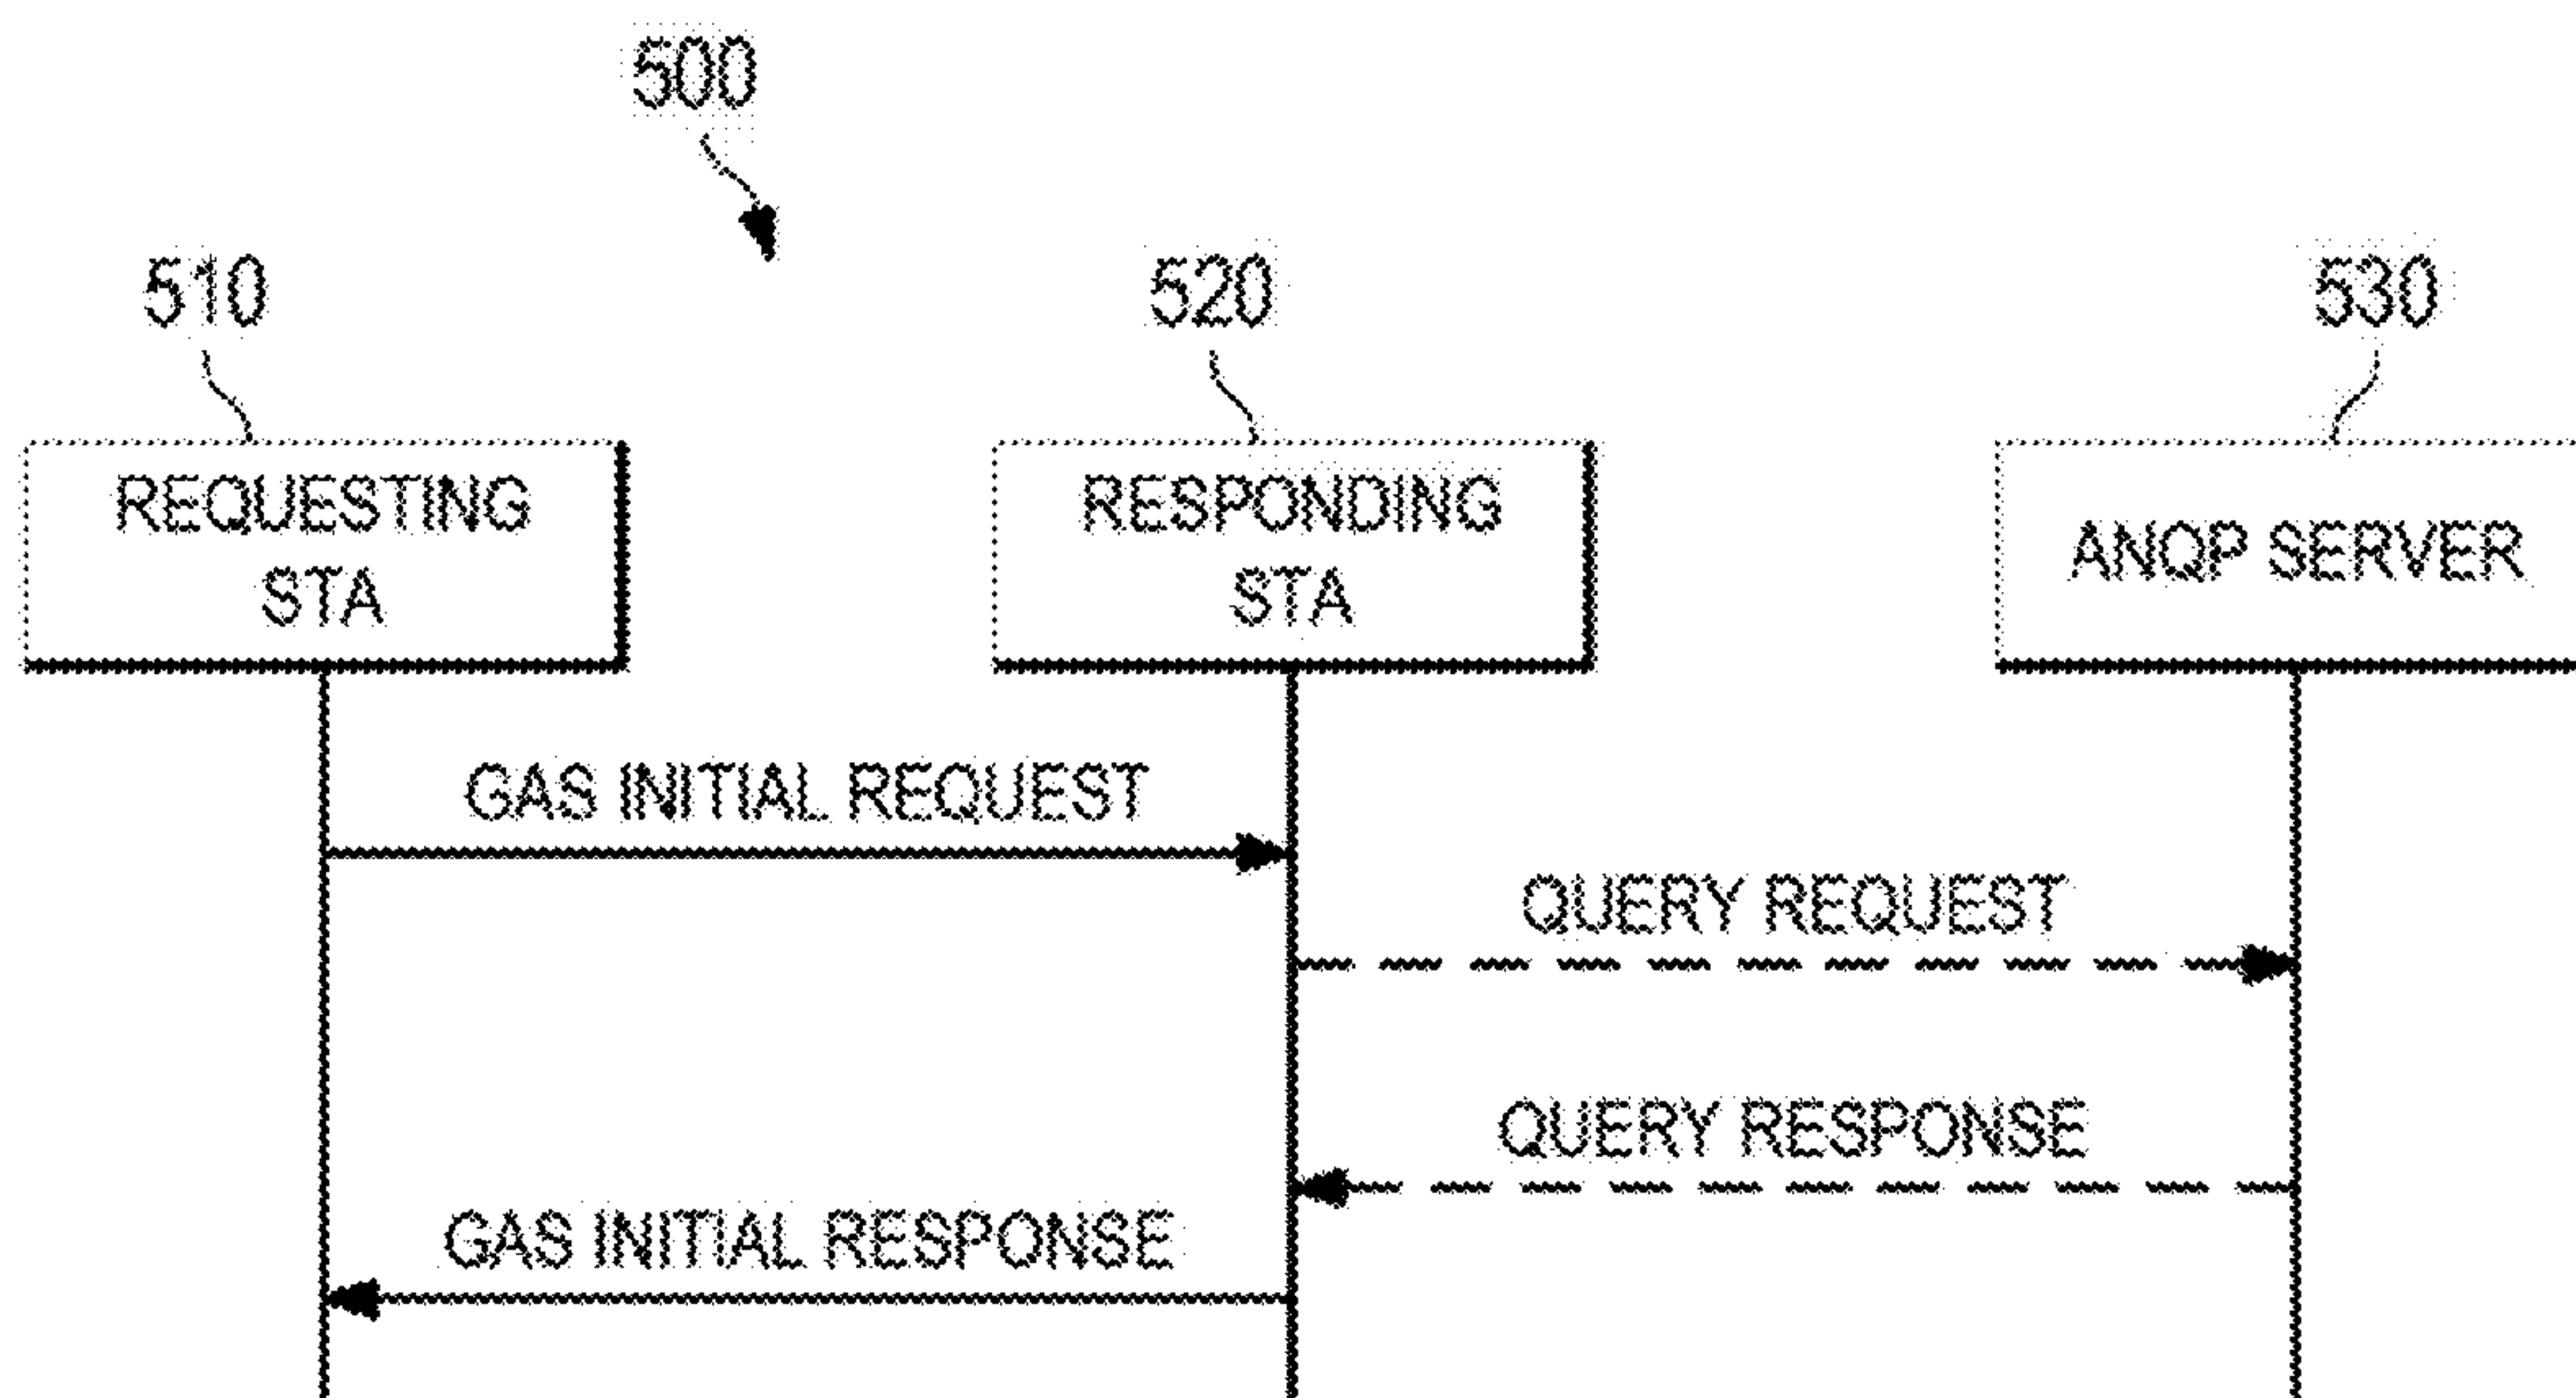 500
510
520
530
REQUESTING
STA
RESPONDING
STA
ANQP SERVER
GAS INITIAL REQUEST
QUERY REQUEST
QUERY RESPONSE
GAS INITIAL RESPONSE